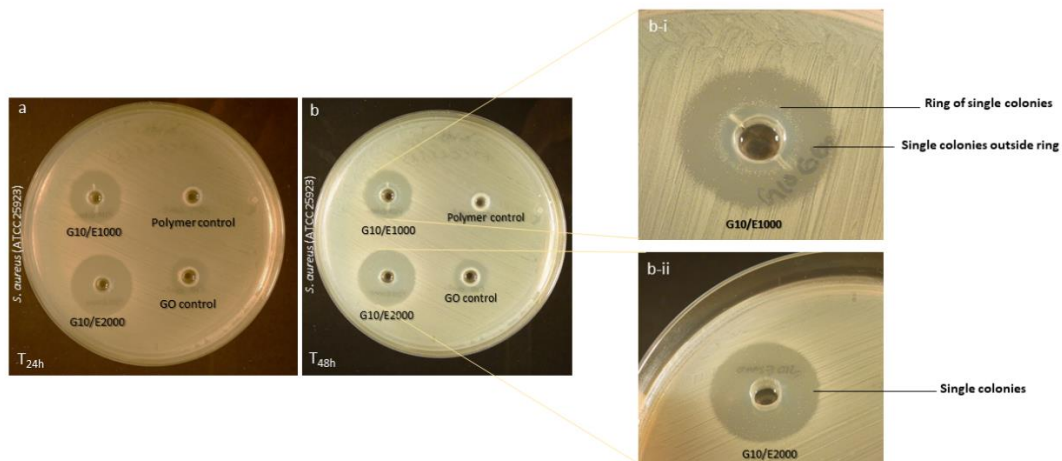 a
S. aureus (ATCC 25923)
G10/E1000
Polymer control
G10/E2000
GO control
T24h
b
S. aureus (ATCC 25923)
G10/E1000
Polymer control
G10/E2000
GO control
T48h
b-i
Ring of single colonies
Single colonies outside ring
G10/E1000
b-ii
Single colonies
G10/E2000